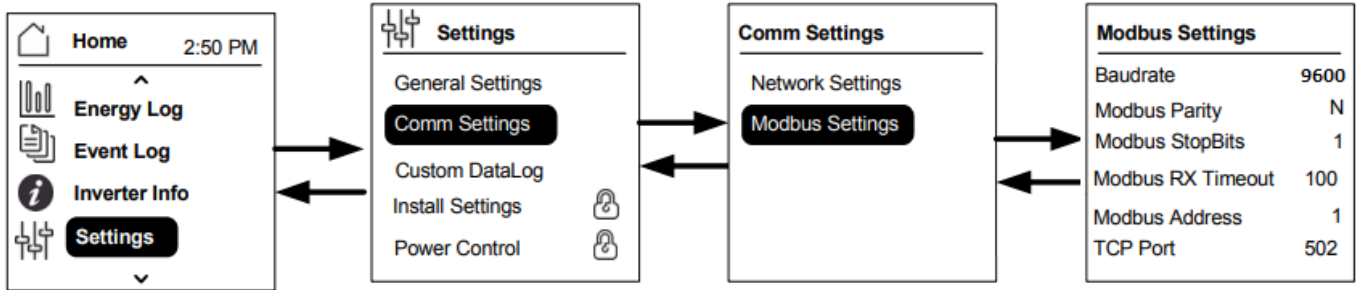 Home 2:50 PM
Energy Log
Event Log
Inverter Info
Settings
Settings
General Settings
Comm Settings
Custom DataLog
Install Settings
Power Control
Comm Settings
Network Settings
Modbus Settings
Modbus Settings
Baudrate 9600
Modbus Parity N
Modbus StopBits 1
Modbus RX Timeout 100
Modbus Address 1
TCP Port 502